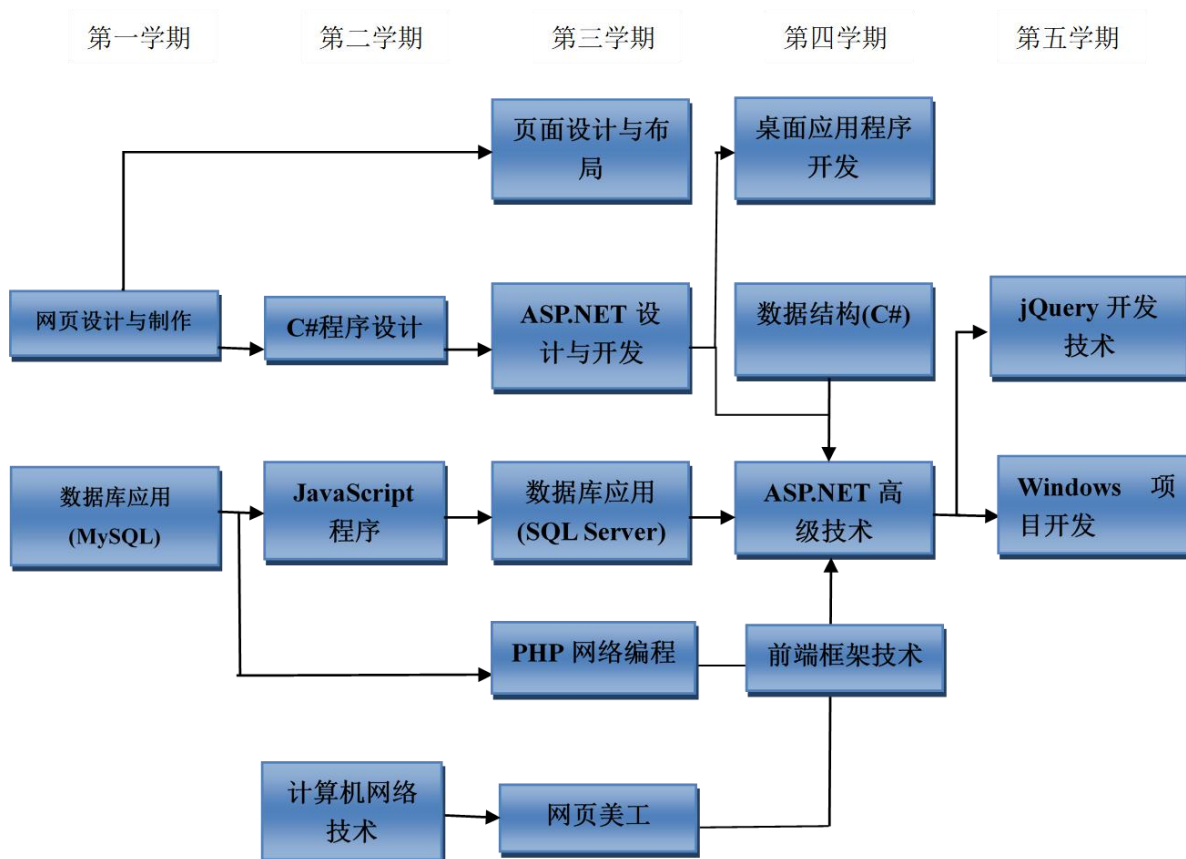 第一学期
第二学期
第三学期
第四学期
第五学期
页面设计与布
局
桌面应用程序
开发
网页设计与制作
C#程序设计
ASP.NET 设
计与开发
数据结构(C#)
jQuery 开发
技术
数据库应用
(MySQL)
JavaScript
程序
数据库应用
(SQL Server)
ASP.NET 高
级技术
Windows 项
目开发
PHP 网络编程
前端框架技术
计算机网络
技术
网页美工